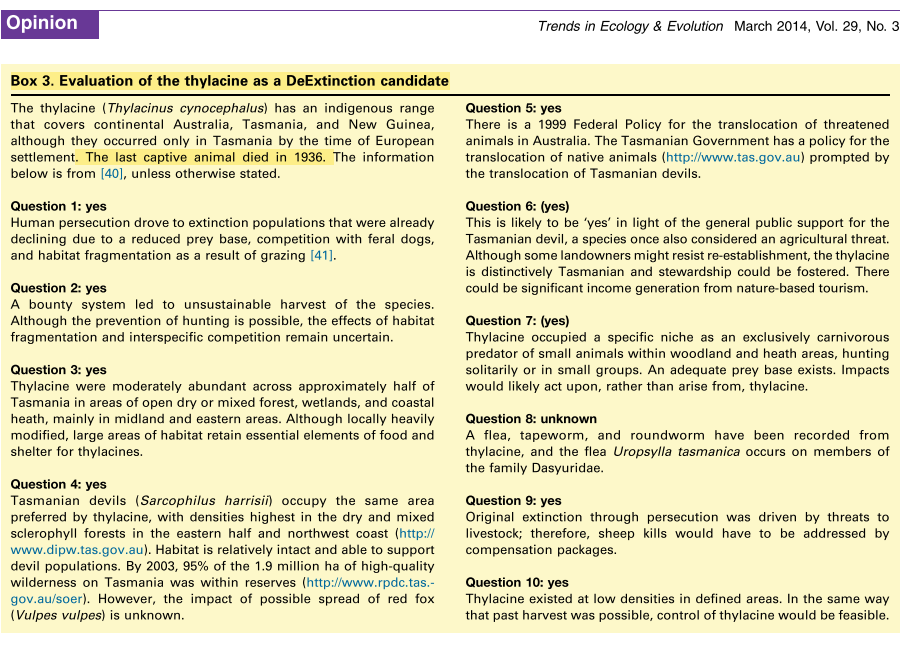 Opinion
Trends in Ecology & Evolution March 2014, Vol. 29, No. 3
Box 3. Evaluation of the thylacine as a DeExtinction candidate
The thylacine (Thylacinus cynocephalus) has an indigenous range
that covers continental Australia, Tasmania, and New Guinea,
although they occurred only in Tasmania by the time of European
settlement. The last captive animal died in 1936. The information
below is from [40], unless otherwise stated.
Question 1: yes
Human persecution drove to extinction populations that were already
declining due to a reduced prey base, competition with feral dogs,
and habitat fragmentation as a result of grazing [41].
Question 2: yes
A bounty system led to unsustainable harvest of the species.
Although the prevention of hunting is possible, the effects of habitat
fragmentation and interspecific competition remain uncertain.
Question 3: yes
Thylacine were moderately abundant across approximately half of
Tasmania in areas of open dry or mixed forest, wetlands, and coastal
heath, mainly in midland and eastern areas. Although locally heavily
modified, large areas of habitat retain essential elements of food and
shelter for thylacines.
Question 4: yes
Tasmanian devils (Sarcophilus harrisii) occupy the same area
preferred by thylacine, with densities highest in the dry and mixed
sclerophyll forests in the eastern half and northwest coast (http://
www.dipw.tas.gov.au). Habitat is relatively intact and able to support
devil populations. By 2003, 95% of the 1.9 million ha of high-quality
wilderness on Tasmania was within reserves (http://www.rpdc.tas.-
gov.au/soer). However, the impact of possible spread of red fox
(Vulpes vulpes) is unknown.
Question 5: yes
There is a 1999 Federal Policy for the translocation of threatened
animals in Australia. The Tasmanian Government has a policy for the
translocation of native animals (http://www.tas.gov.au) prompted by
the translocation of Tasmanian devils.
Question 6: (yes)
This is likely to be 'yes' in light of the general public support for the
Tasmanian devil, a species once also considered an agricultural threat.
Although some landowners might resist re-establishment, the thylacine
is distinctively Tasmanian and stewardship could be fostered. There
could be significant income generation from nature-based tourism.
Question 7: (yes)
Thylacine occupied a specific niche as an exclusively carnivorous
predator of small animals within woodland and heath areas, hunting
solitarily or in small groups. An adequate prey base exists. Impacts
would likely act upon, rather than arise from, thylacine.
Question 8: unknown
A flea, tapeworm, and roundworm have been recorded from
thylacine, and the flea Uropsylla tasmanica occurs on members of
the family Dasyuridae.
Question 9: yes
Original extinction through persecution was driven by threats to
livestock; therefore, sheep kills would have to be addressed by
compensation packages.
Question 10: yes
Thylacine existed at low densities in defined areas. In the same way
that past harvest was possible, control of thylacine would be feasible.